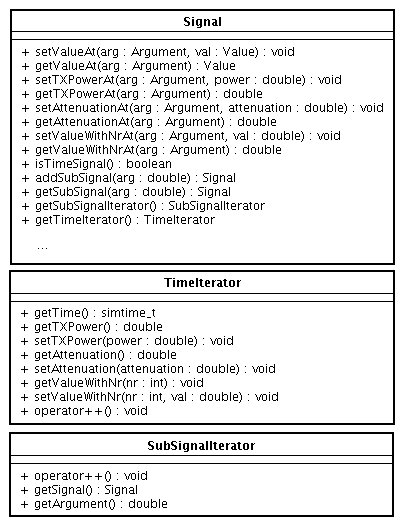 Signal
+ setValueAt(arg : Argument, val : Value) : void
+ getValueAt(arg : Argument) : Value
+ setTXPowerAt(arg : Argument, power : double) : void
+ getTXPowerAt(arg : Argument) : double
+ setAttenuationAt(arg : Argument, attenuation : double) : void
+ getAttenuationAt(arg : Argument) : double
+ setValueWithNrAt(arg : Argument, val : double) : void
+ getValueWithNrAt(arg : Argument) : double
+ isTimeSignal() : boolean
+ addSubSignal(arg : double) : Signal
+ getSubSignal(arg : double) : Signal
+ getSubSignalIterator() : SubSignalIterator
+ getTimeIterator() : TimeIterator
...
TimeIterator
+ getTime() : simtime_t
+ getTXPower() : double
+ setTXPower(power : double) : void
+ getAttenuation() : double
+ setAttenuation(attenuation : double) : void
+ getValueWithNr(nr : int) : void
+ setValueWithNr(nr : int, val : double) : void
+ operator++() : void
SubSignalIterator
+ operator++() : void
+ getSignal() : Signal
+ getArgument() : double